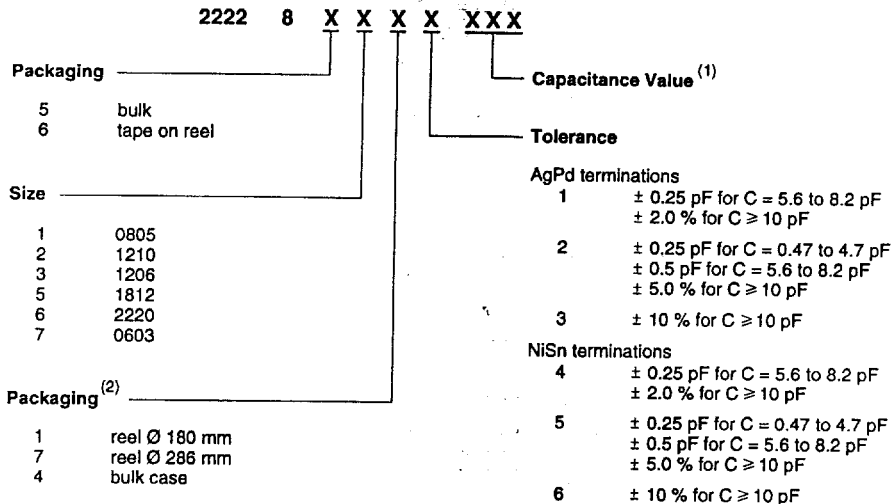 2222 8 X X X X XXX
Packaging
5 bulk
6 tape on reel
Size
1 0805
2 1210
3 1206
5 1812
6 2220
7 0603
Packaging (2)
1 reel Ø 180 mm
7 reel Ø 286 mm
4 bulk case
Capacitance Value (1)
Tolerance
AgPd terminations
1 ± 0.25 pF for C = 5.6 to 8.2 pF
± 2.0 % for C ⩾ 10 pF
2 ± 0.25 pF for C = 0.47 to 4.7 pF
± 0.5 pF for C = 5.6 to 8.2 pF
± 5.0 % for C ⩾ 10 pF
3 ± 10 % for C ⩾ 10 pF
NiSn terminations
4 ± 0.25 pF for C = 5.6 to 8.2 pF
± 2.0 % for C ⩾ 10 pF
5 ± 0.25 pF for C = 0.47 to 4.7 pF
± 0.5 pF for C = 5.6 to 8.2 pF
± 5.0 % for C ⩾ 10 pF
6 ± 10 % for C ⩾ 10 pF